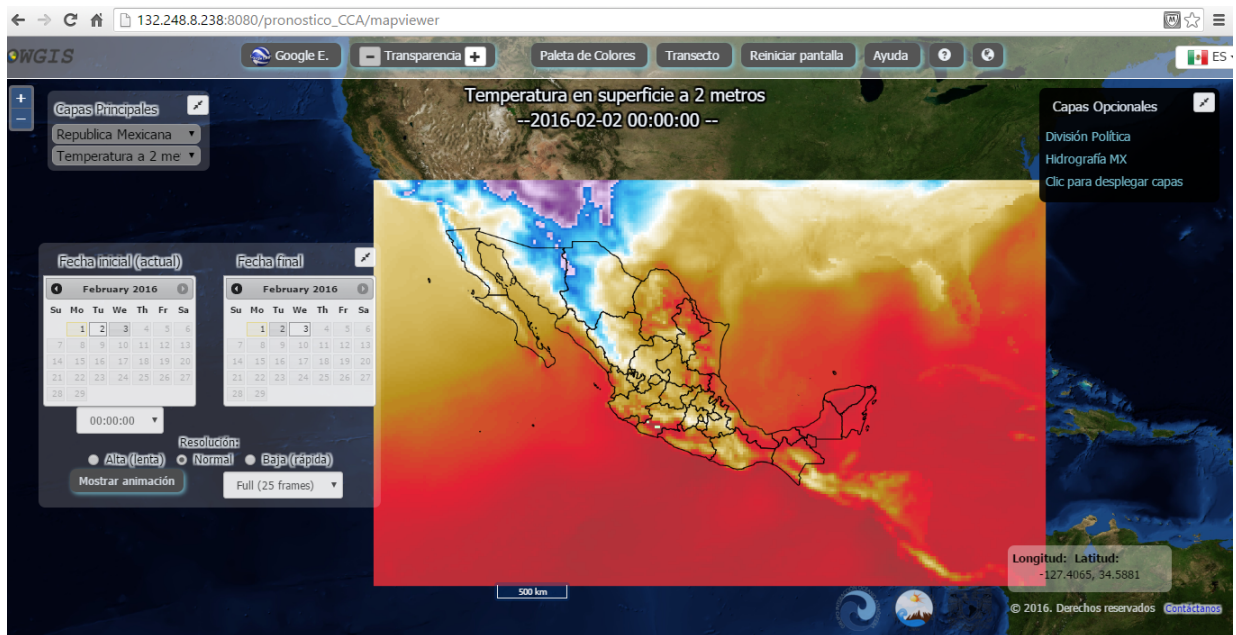 132.248.8.238:8080/pronostico_CCA/mapviewer
OWGIS
Google E.
Transparencia
Paleta de Colores
Transecto
Reiniciar pantalla
Ayuda
ES
Temperatura en superficie a 2 metros
--2016-02-02 00:00:00 --
Capas Principales
Republica Mexicana
Temperatura a 2 me
Capas Opcionales
División Política
Hidrografía MX
Clic para desplegar capas
Fecha inicial (actual)
February 2016
Su Mo Tu We Th Fr Sa
1 2 3 4 5 6
7 8 9 10 11 12 13
14 15 16 17 18 19 20
21 22 23 24 25 26 27
28 29
00:00:00
Fecha final
February 2016
Su Mo Tu We Th Fr Sa
1 2 3 4 5 6
7 8 9 10 11 12 13
14 15 16 17 18 19 20
21 22 23 24 25 26 27
28 29
Resolución:
Alta (lenta) Normal Baja (rápida)
Mostrar animación
Full (25 frames)
500 km
Longitud: Latitud:
-127.4065, 34.5881
© 2016. Derechos reservados Contáctanos